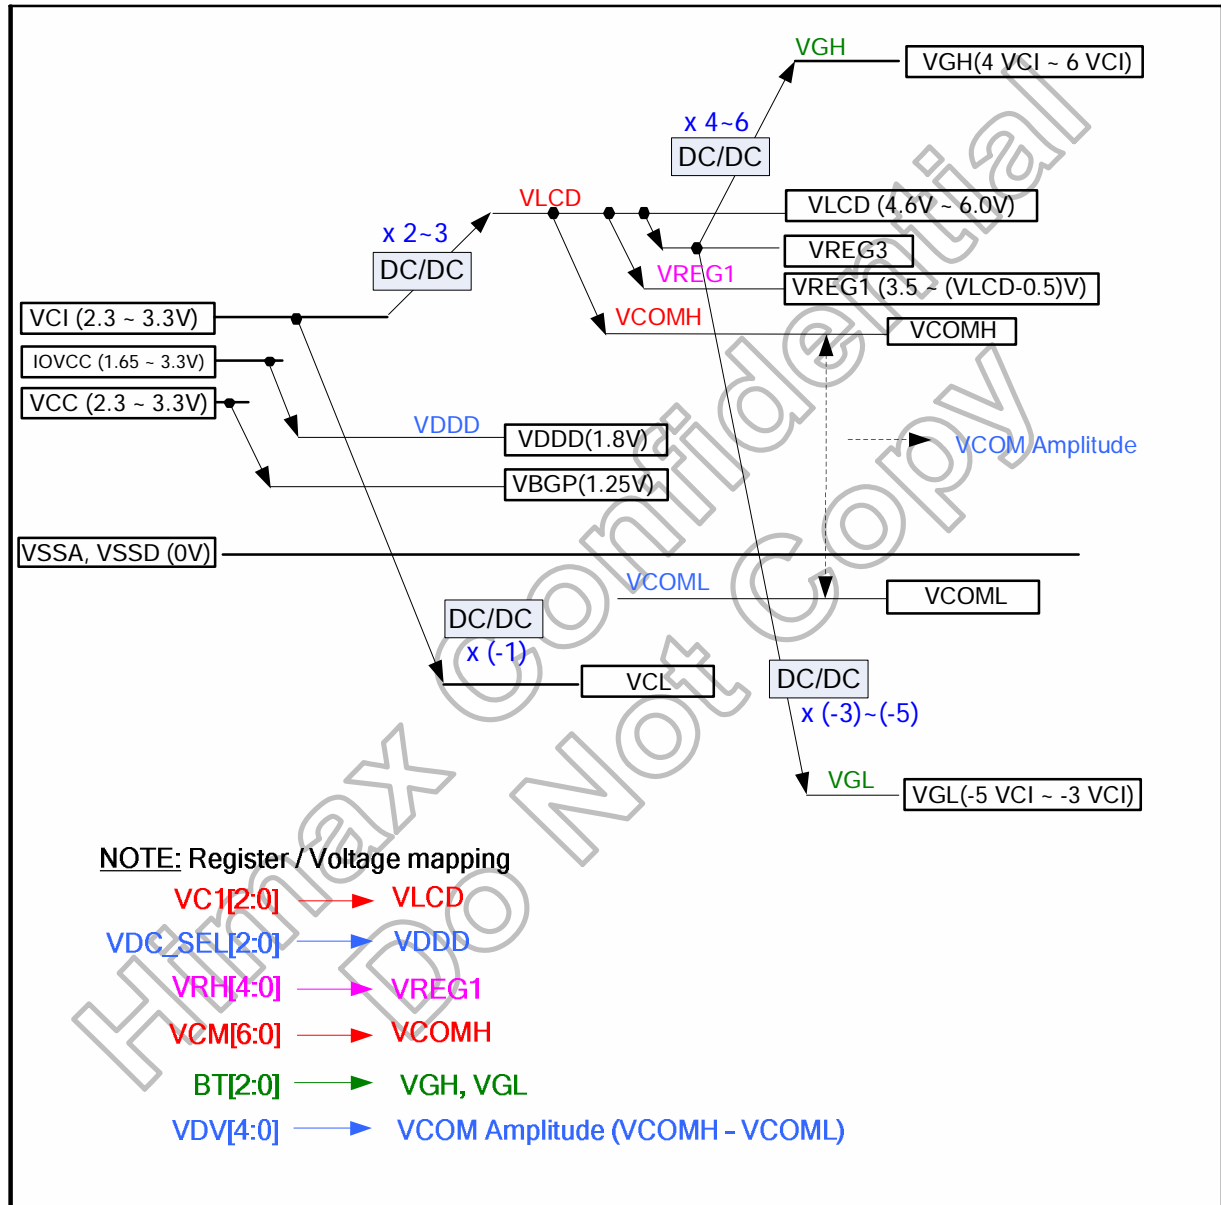 VGH
VGH(4 VCI ~ 6 VCI)
x 4~6
DC/DC
VLCD
VLCD (4.6V ~ 6.0V)
x 2~3
DC/DC
VREG3
VREG1
VREG1 (3.5 ~ (VLCD-0.5)V)
VCI (2.3 ~ 3.3V)
VCOMH
VCOMH
IOVCC (1.65 ~ 3.3V)
VCC (2.3 ~ 3.3V)
VDDD
VDDD(1.8V)
VCOM Amplitude
VBGP(1.25V)
VSSA, VSSD (0V)
VCOML
VCOML
DC/DC
x (-1)
VCL
DC/DC
x (-3)~(-5)
VGL
VGL(-5 VCI ~ -3 VCI)
NOTE: Register / Voltage mapping
VC1[2:0] VLCD
VDC_SEL[2:0] VDDD
VRH[4:0] VREG1
VCM[6:0] VCOMH
BT[2:0] VGH, VGL
VDV[4:0] VCOM Amplitude (VCOMH - VCOML)
Himax Confidential
Do Not Copy